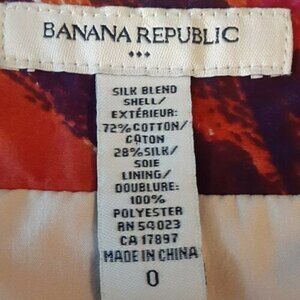 BANANA REPUBLIC
SILK BLEND
SHELL/
EXTÉRIEUR:
72% COTTON/
COTON
28% SILK/
SOIE
LINING/
DOUBLURE:
100%
POLYESTER
RN 54023
CA 17897
MADE IN CHINA
0